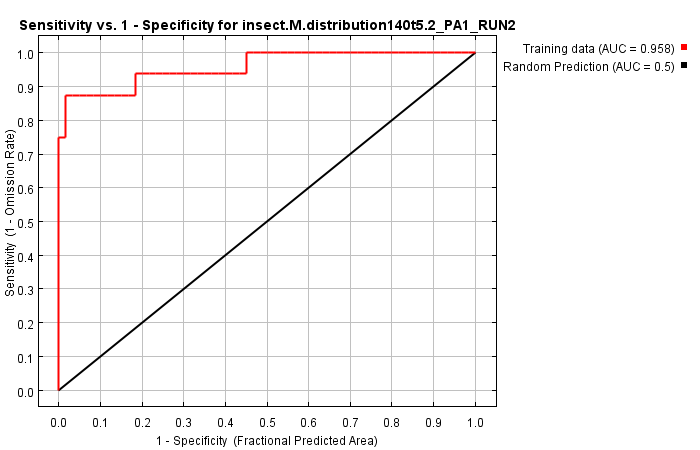 Sensitivity vs. 1 - Specificity for insect.M.distribution140t5.2_PA1_RUN2
Training data (AUC = 0.958)
Random Prediction (AUC = 0.5)
Sensitivity (1 - Omission Rate)
1.0
0.9
0.8
0.7
0.6
0.5
0.4
0.3
0.2
0.1
0.0
0.0 0.1 0.2 0.3 0.4 0.5 0.6 0.7 0.8 0.9 1.0
1 - Specificity (Fractional Predicted Area)